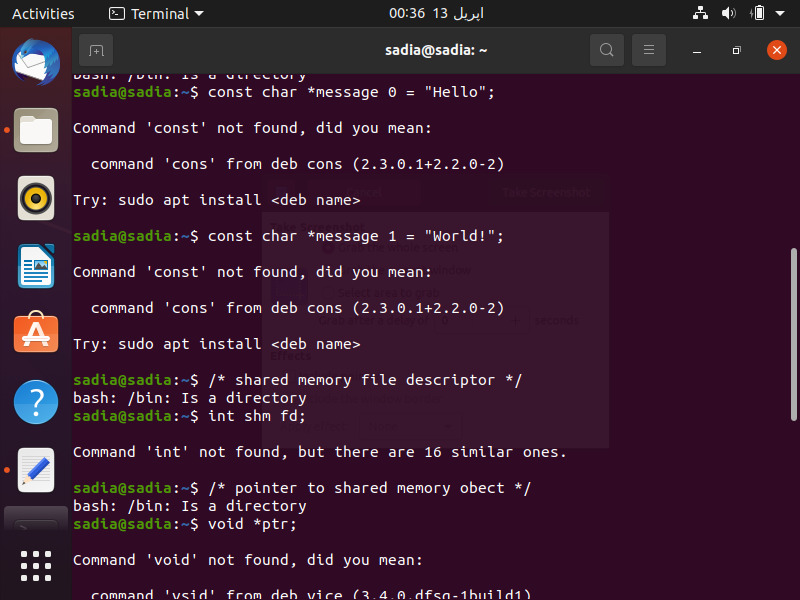 Activities Terminal 00:36 13 اپریل
sadia@sadia: ~
bash: /bin: Is a directory
sadia@sadia:~$ const char *message 0 = "Hello";
Command 'const' not found, did you mean:
command 'cons' from deb cons (2.3.0.1+2.2.0-2)
Try: sudo apt install <deb name>
sadia@sadia:~$ const char *message 1 = "World!";
Command 'const' not found, did you mean:
command 'cons' from deb cons (2.3.0.1+2.2.0-2)
Try: sudo apt install <deb name>
sadia@sadia:~$ /* shared memory file descriptor */
bash: /bin: Is a directory
sadia@sadia:~$ int shm fd;
Command 'int' not found, but there are 16 similar ones.
sadia@sadia:~$ /* pointer to shared memory obect */
bash: /bin: Is a directory
sadia@sadia:~$ void *ptr;
Command 'void' not found, did you mean:
command 'vsid' from deb vice (3.4.0.dfsg-1build1)